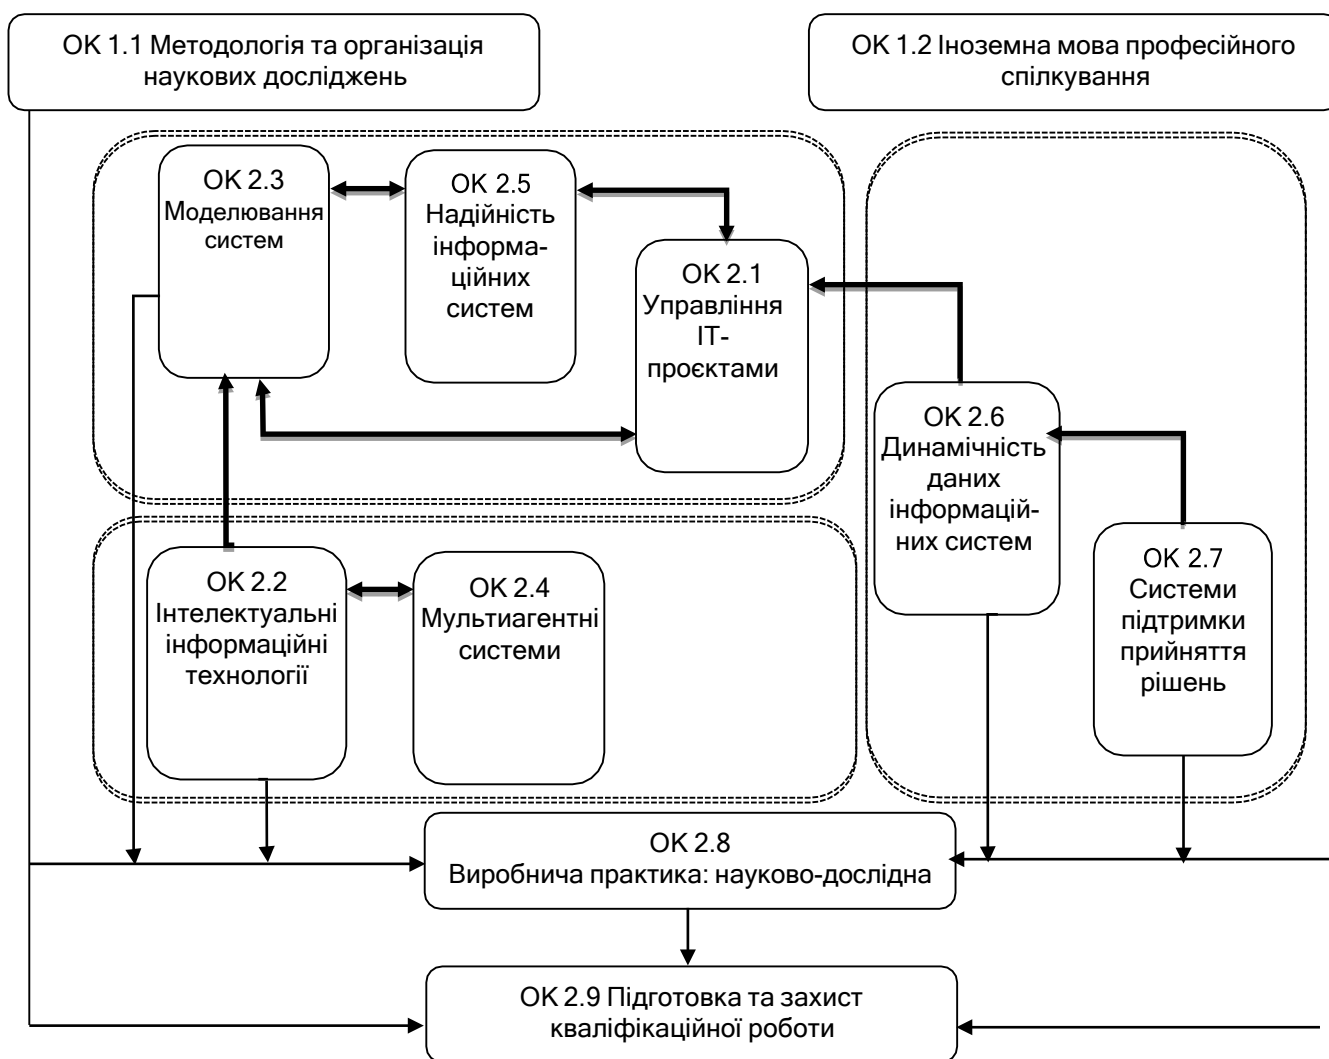 ОК 1.1 Методологія та організація
наукових досліджень
ОК 1.2 Іноземна мова професійного
спілкування
ОК 2.3
Моделювання
систем
ОК 2.5
Надійність
інформа-
ційних
систем
ОК 2.1
Управління
ІТ-
проєктами
ОК 2.6
Динамічність
даних
інформацій-
них систем
ОК 2.7
Системи
підтримки
прийняття
рішень
ОК 2.2
Інтелектуальні
інформаційні
технології
ОК 2.4
Мультиагентні
системи
ОК 2.8
Виробнича практика: науково-дослідна
ОК 2.9 Підготовка та захист
кваліфікаційної роботи